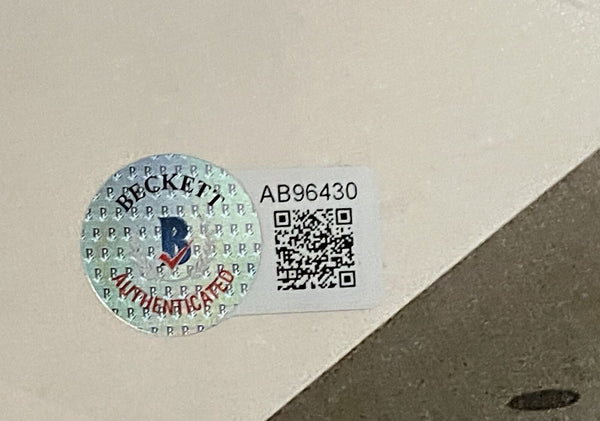 BECKETT
B
AUTHENTICATED
AB96430